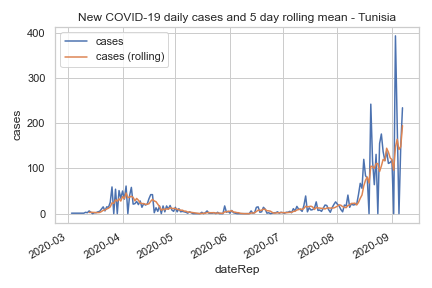 New COVID-19 daily cases and 5 day rolling mean - Tunisia
cases
cases (rolling)
cases
400
300
200
100
0
2020-03
2020-04
2020-05
2020-06
2020-07
2020-08
2020-09
dateRep